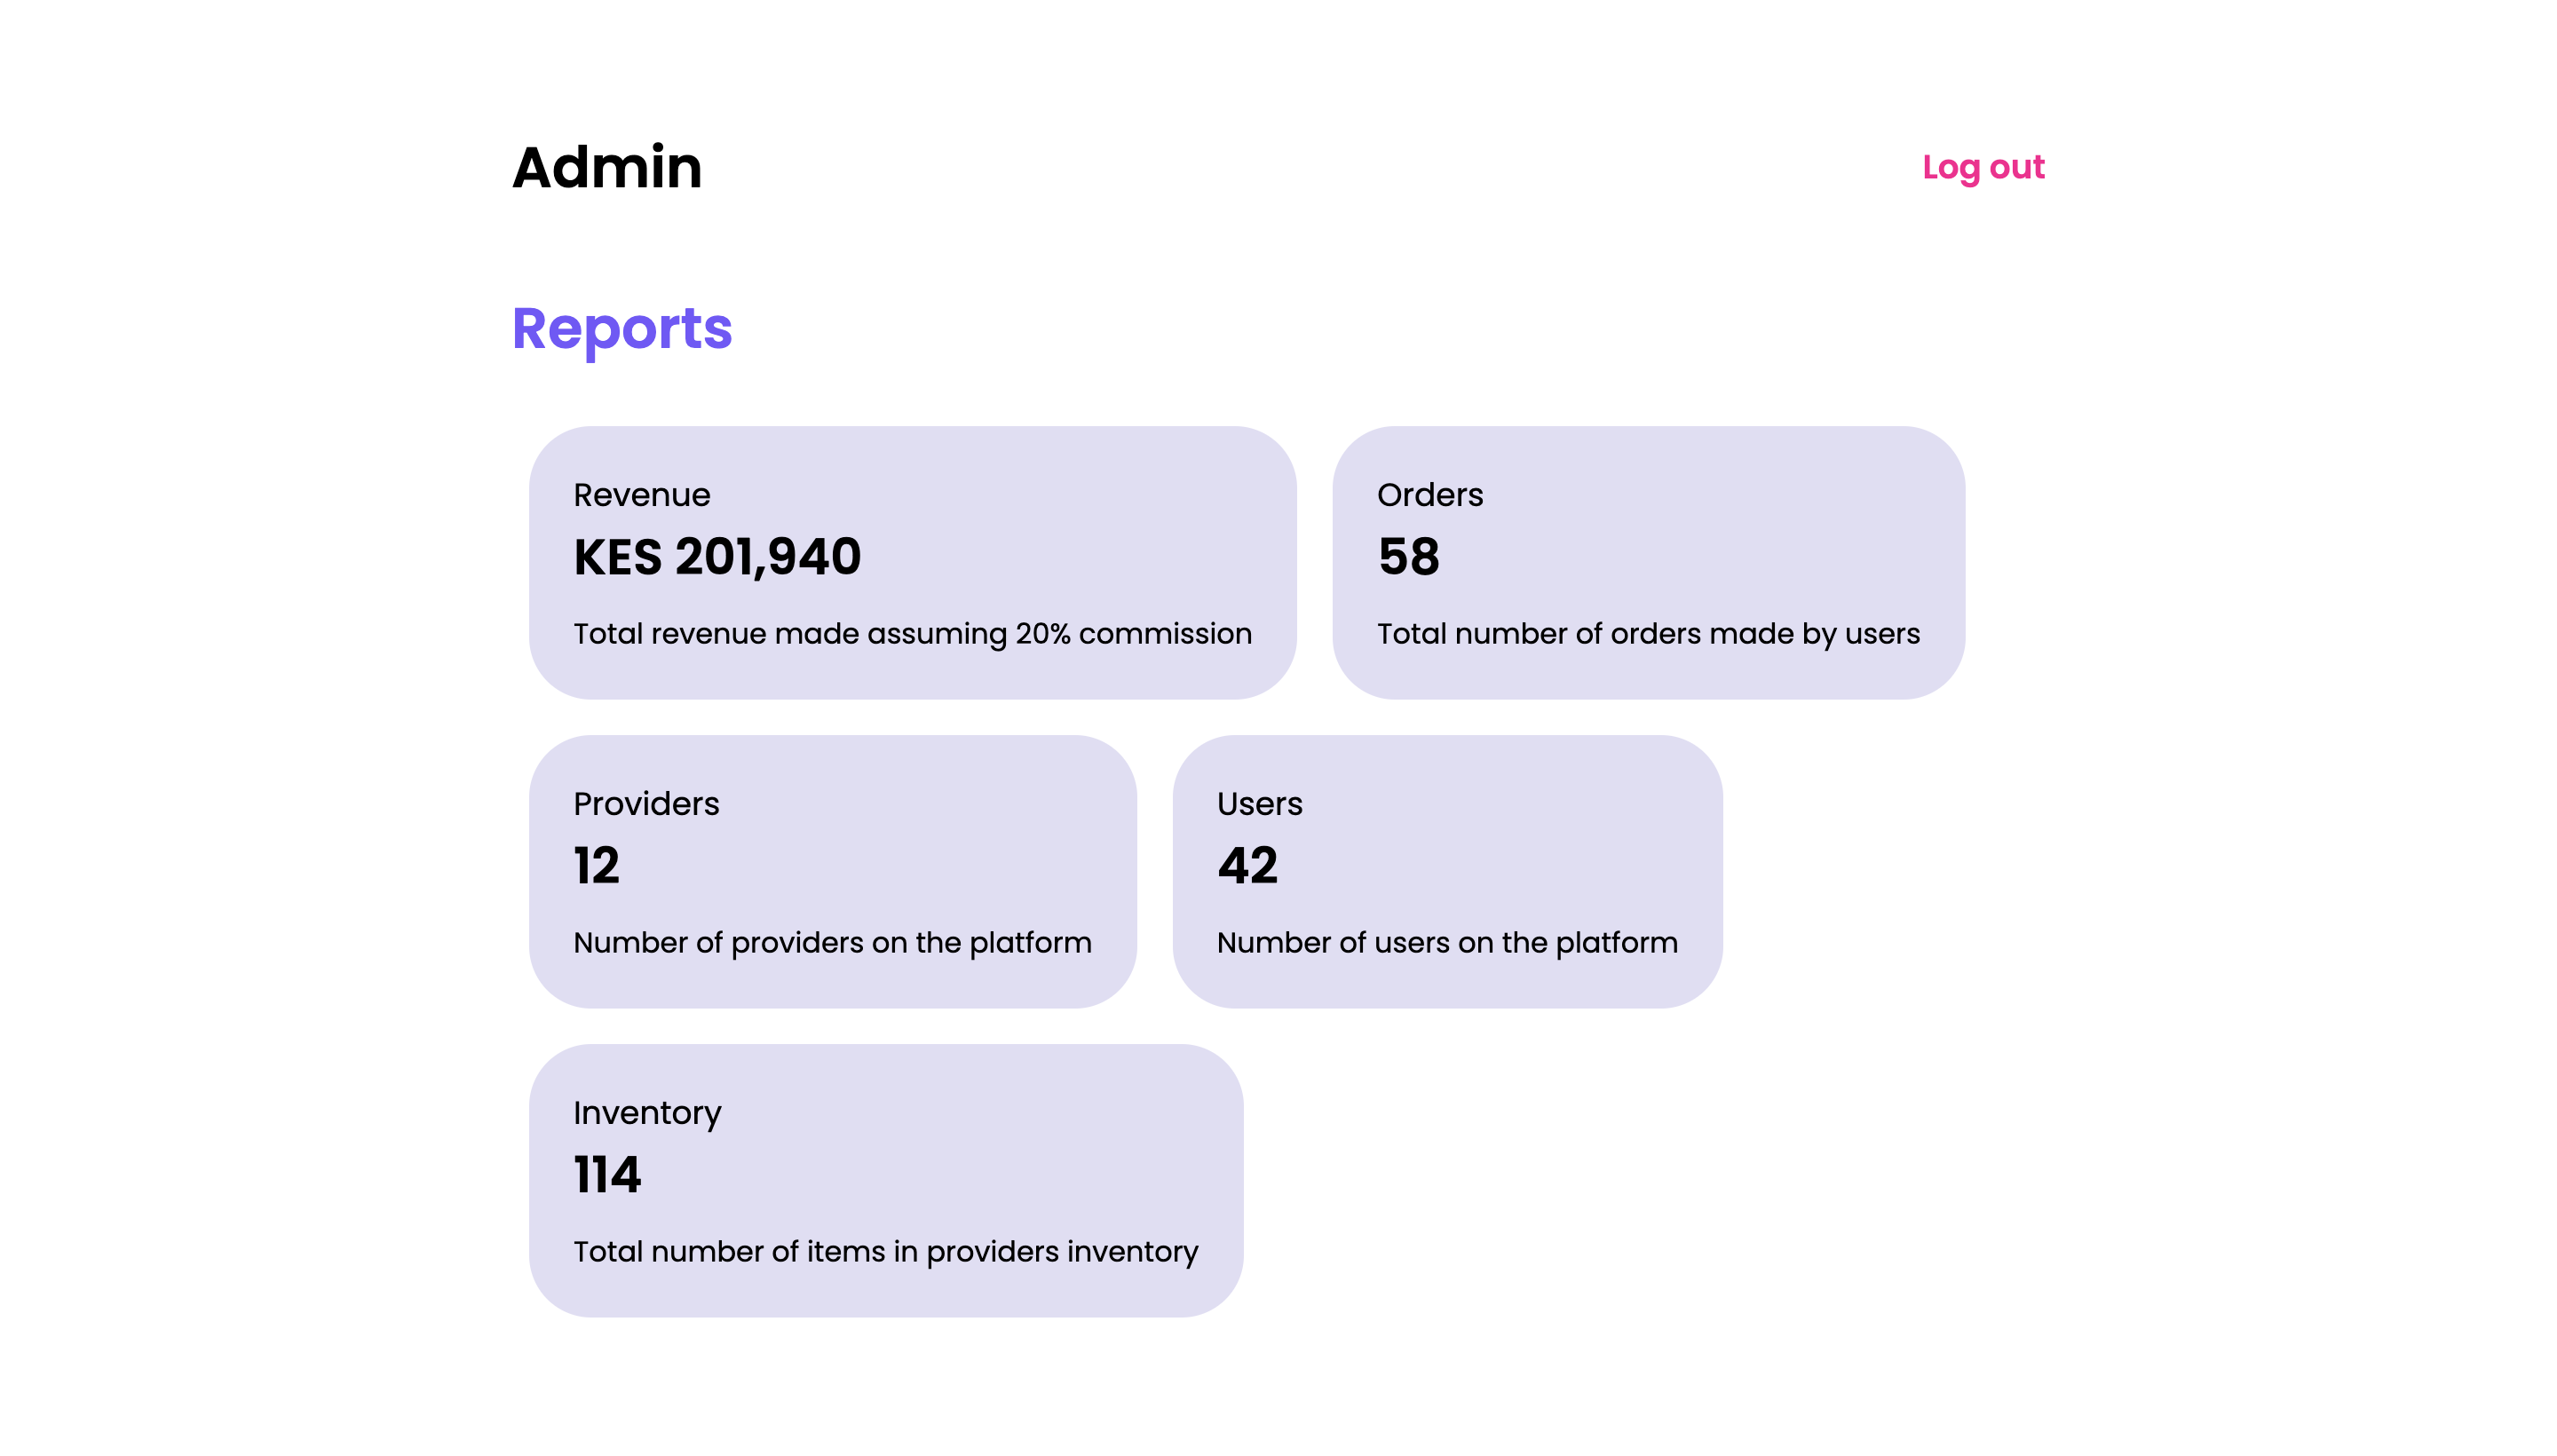 Admin
Log out
Reports
Revenue
KES 201,940
Total revenue made assuming 20% commission
Orders
58
Total number of orders made by users
Providers
12
Number of providers on the platform
Users
42
Number of users on the platform
Inventory
114
Total number of items in providers inventory